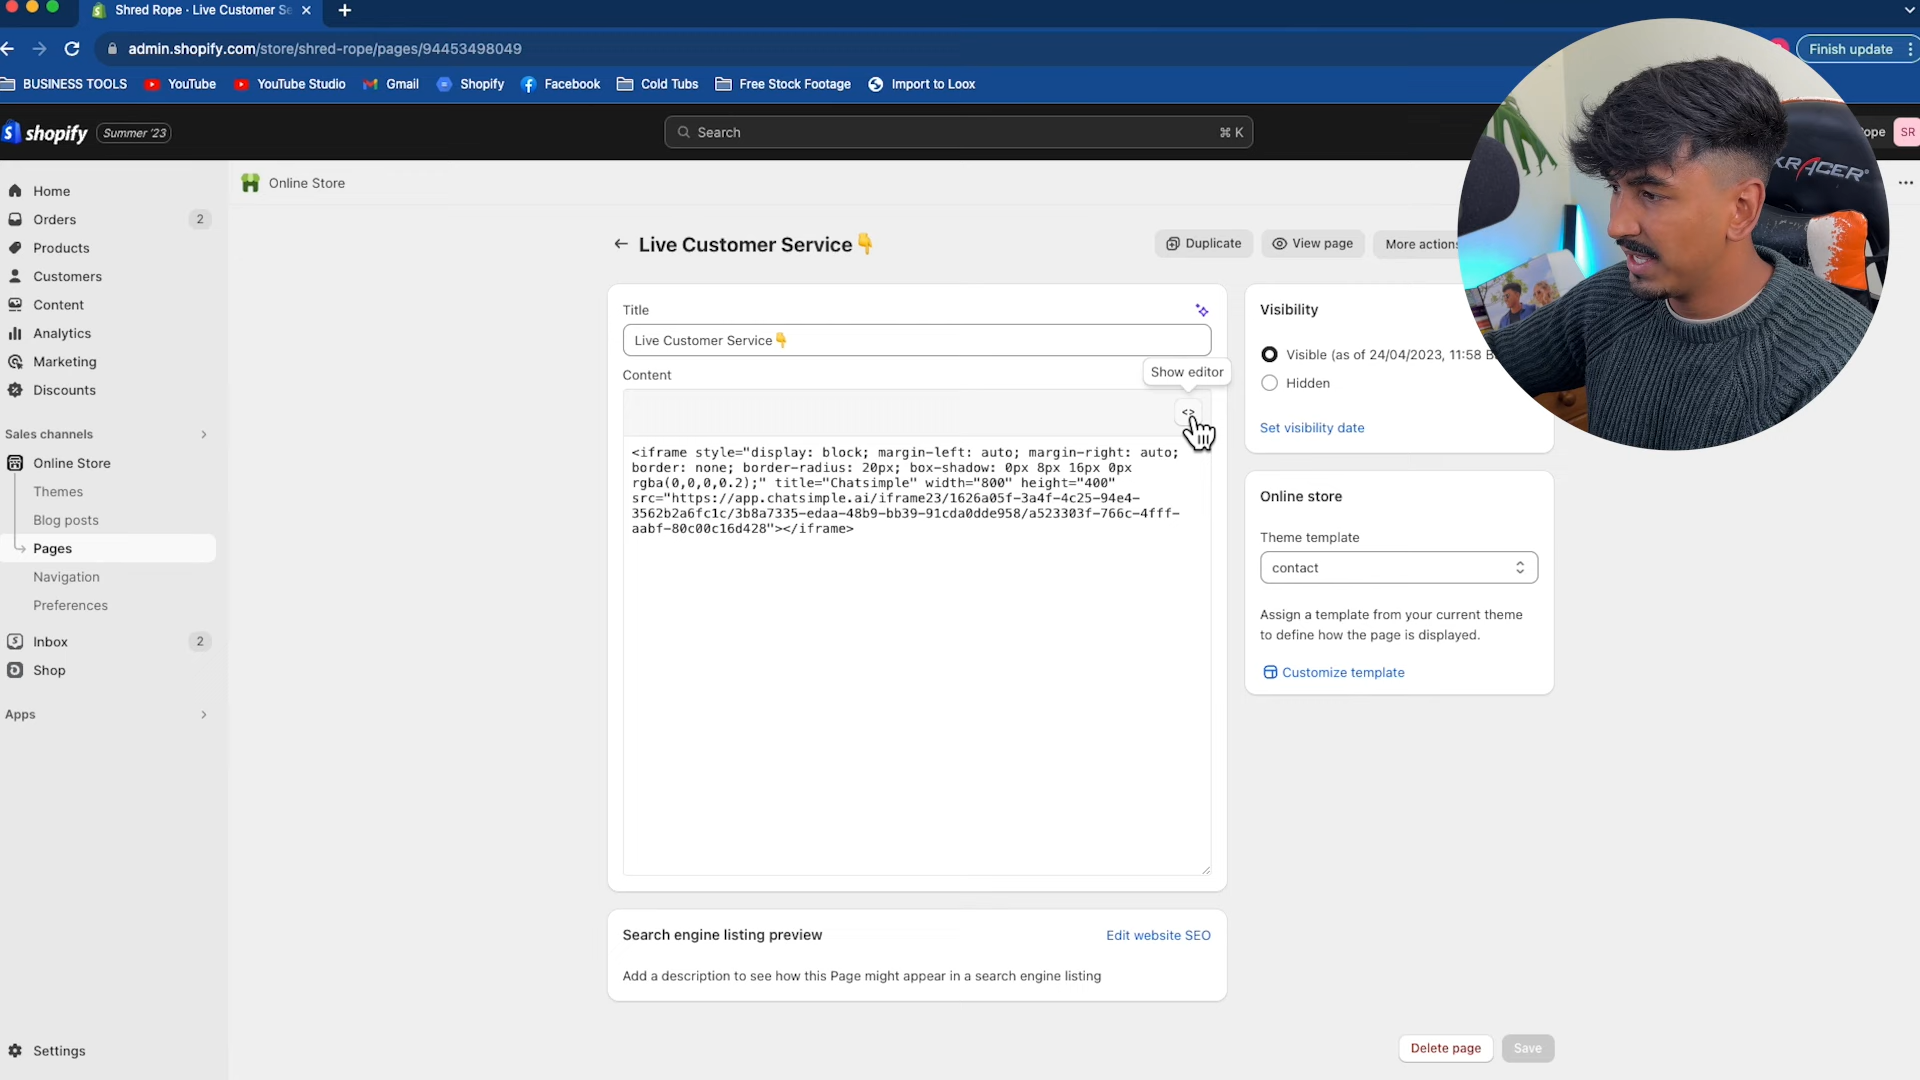 Shred Rope · Live Customer Se
admin.shopify.com/store/shred-rope/pages/94453498049
Finish update
BUSINESS TOOLS
YouTube
YouTube Studio
Gmail
Shopify
Facebook
Cold Tubs
Free Stock Footage
Import to Loox
shopify
Summer '23
Search
⌘ K
ope
SR
Home
Orders
2
Products
Customers
Content
Analytics
Marketing
Discounts
Sales channels
Online Store
Themes
Blog posts
Pages
Navigation
Preferences
Inbox
2
Shop
Apps
Settings
Online Store
Live Customer Service👇
Duplicate
View page
More actions
Title
Live Customer Service👇
Content
Show editor
<>
<iframe style="display: block; margin-left: auto; margin-right: auto;
border: none; border-radius: 20px; box-shadow: 0px 8px 16px 0px
rgba(0,0,0,0.2);" title="Chatsimple" width="800" height="400"
src="https://app.chatsimple.ai/iframe23/1626a05f-3a4f-4c25-94e4-
3562b2a6fc1c/3b8a7335-edaa-48b9-bb39-91cda0dde958/a523303f-766c-4fff-
aabf-80c00c16d428"></iframe>
Search engine listing preview
Edit website SEO
Add a description to see how this Page might appear in a search engine listing
Visibility
Visible (as of 24/04/2023, 11:58 B
Hidden
Set visibility date
Online store
Theme template
contact
Assign a template from your current theme
to define how the page is displayed.
Customize template
Delete page
Save
XRACER